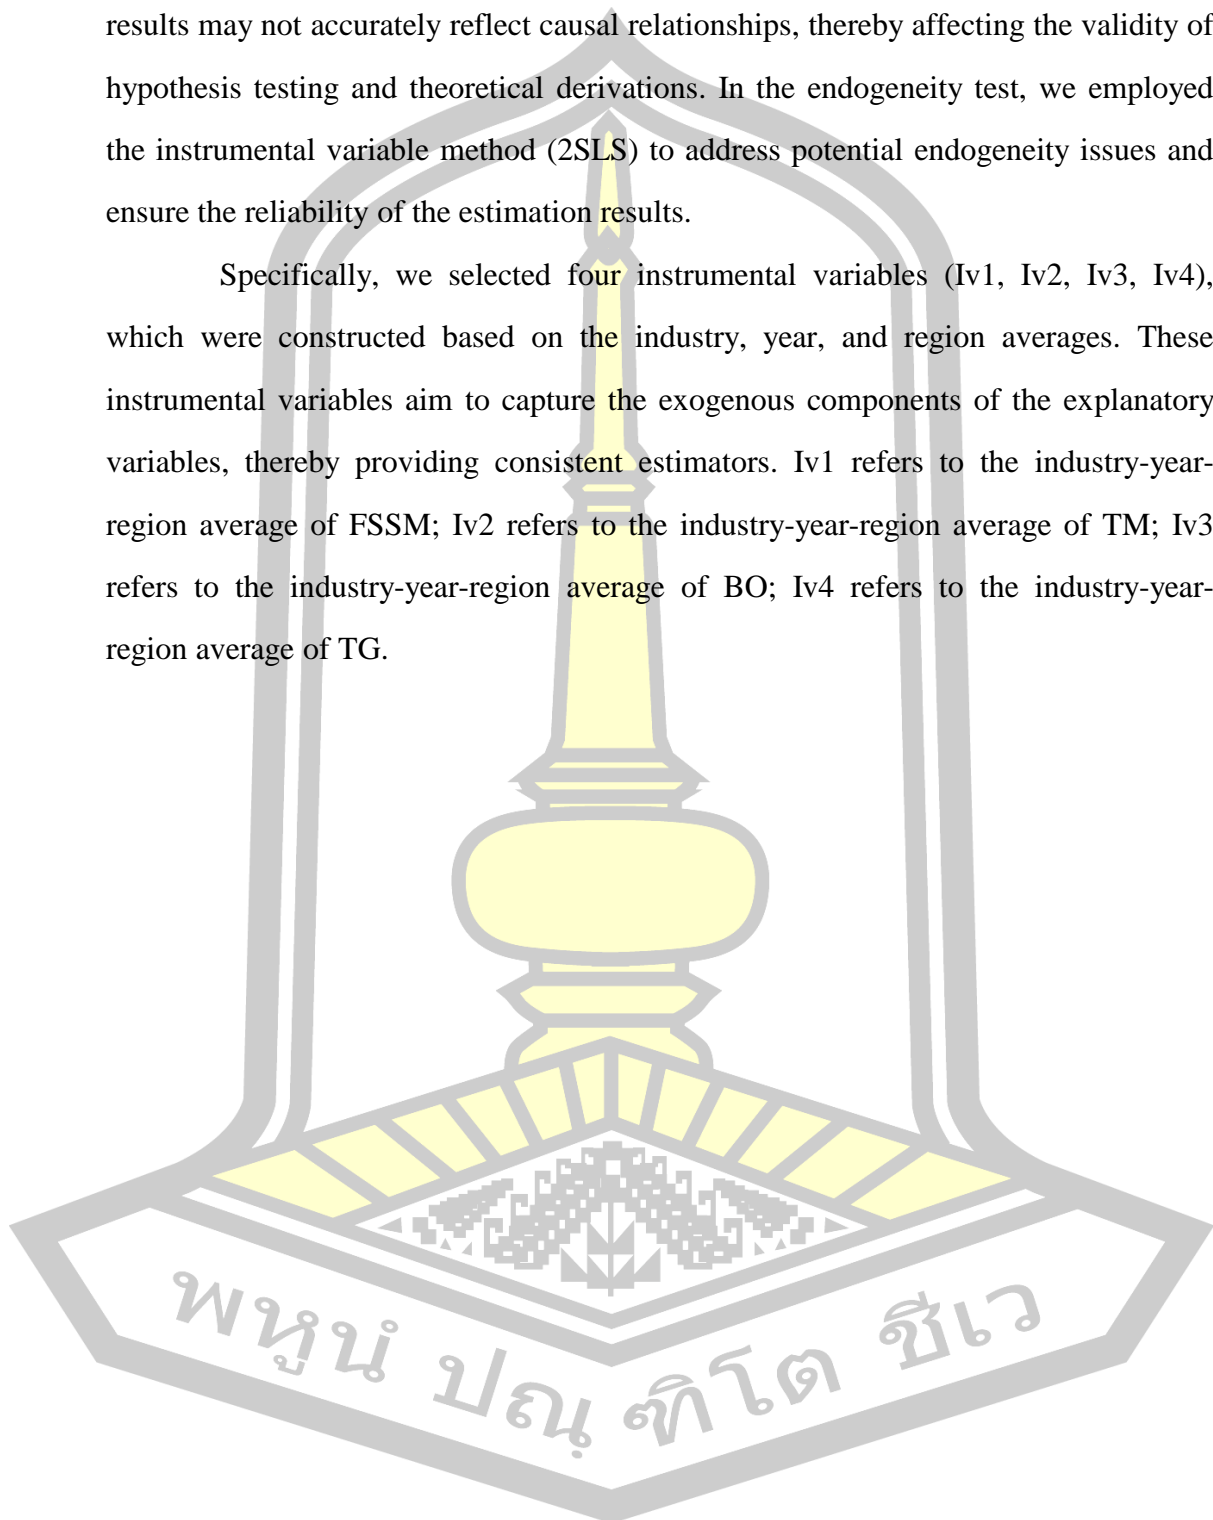 results may not accurately reflect causal relationships, thereby affecting the validity of
hypothesis testing and theoretical derivations. In the endogeneity test, we employed
the instrumental variable method (2SLS) to address potential endogeneity issues and
ensure the reliability of the estimation results.
Specifically, we selected four instrumental variables (Iv1, Iv2, Iv3, Iv4),
which were constructed based on the industry, year, and region averages. These
instrumental variables aim to capture the exogenous components of the explanatory
variables, thereby providing consistent estimators. Iv1 refers to the industry-year-
region average of FSSM; Iv2 refers to the industry-year-region average of TM; Iv3
refers to the industry-year-region average of BO; Iv4 refers to the industry-year-
region average of TG.
พหูนํ ปณฺ ฑิโต ชีเว